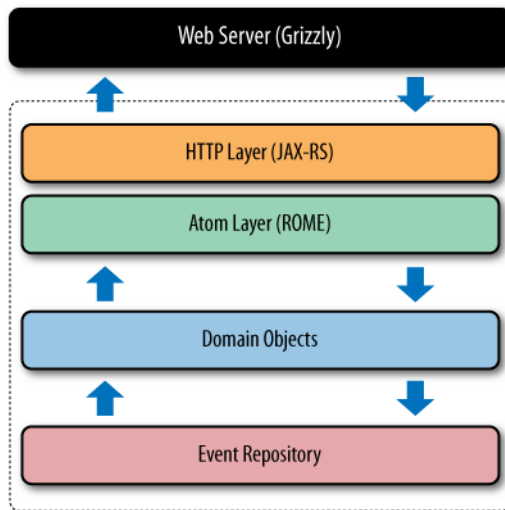 Web Server (Grizzly)
HTTP Layer (JAX-RS)
Atom Layer (ROME)
Domain Objects
Event Repository